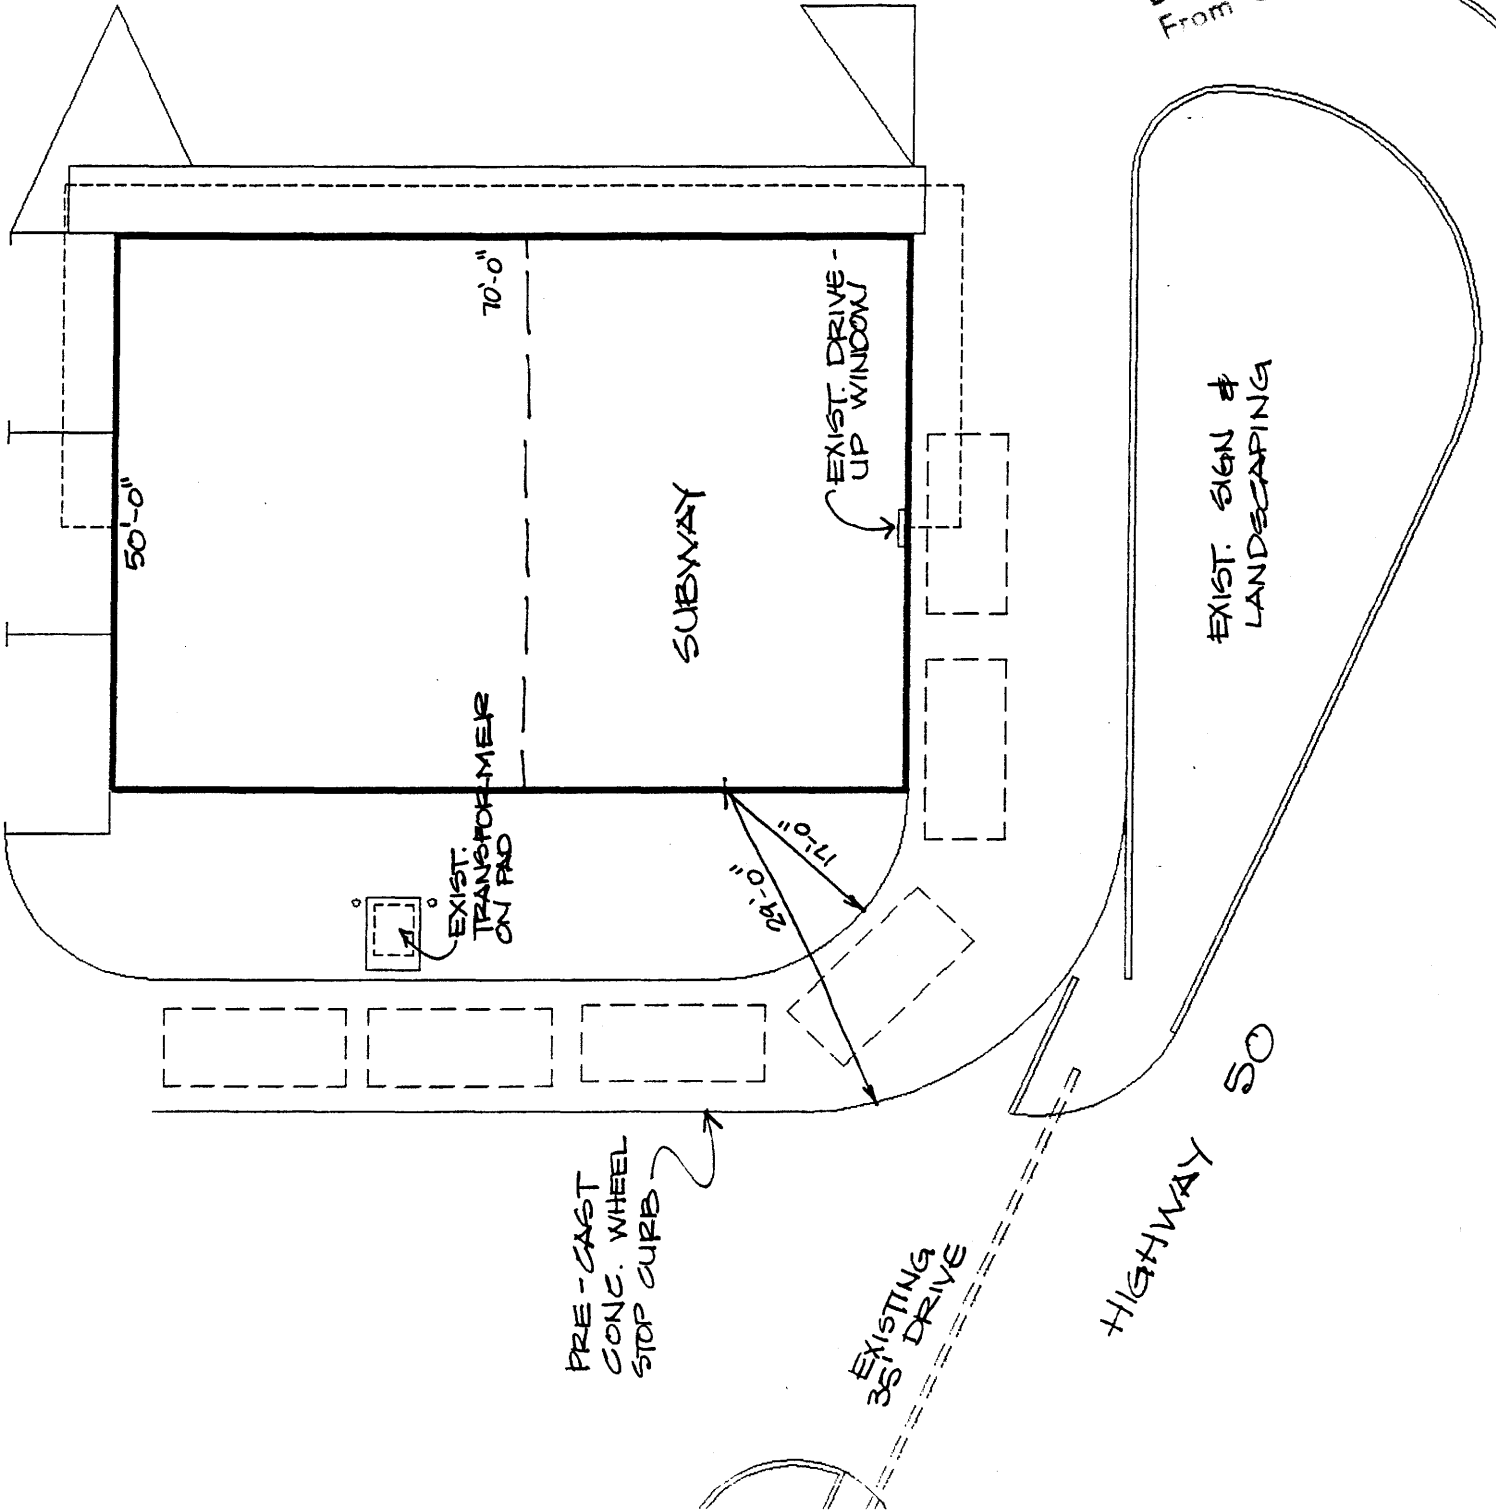 From
70'-0"
50'-0"
EXIST. DRIVE-
UP WINDOW
SUBWAY
EXIST. SIGN &
LANDSCAPING
EXIST.
TRANSFORMER
ON PAD
17'-0"
29'-0"
PRE-CAST
CONC. WHEEL
STOP CURB
EXISTING
35' DRIVE
HIGHWAY 50